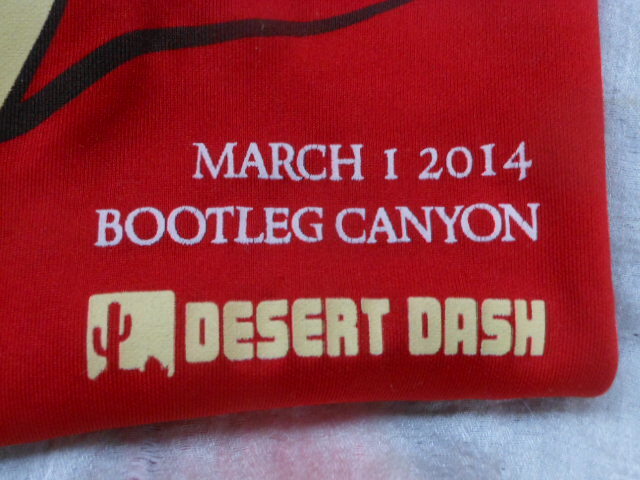 MARCH 1 2014
BOOTLEG CANYON
DESERT DASH